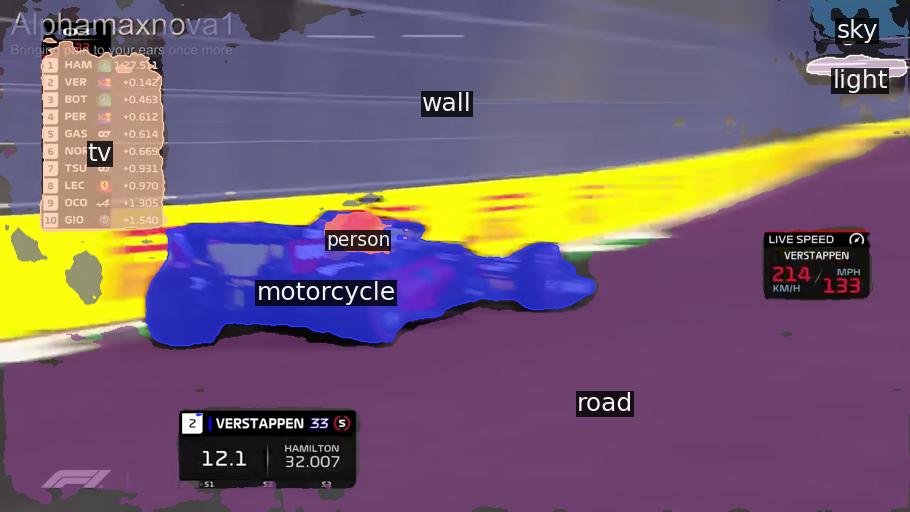 Alphamaxnova1
Bringing pain to your ears once more
1 HAM 1:27.511
2 VER +0.142
3 BOT +0.463
4 PER +0.612
5 GAS +0.614
6 NOR +0.669
7 TSU +0.931
8 LEC +0.970
9 OCO +1.305
10 GIO +1.540
tv
wall
sky
light
person
motorcycle
road
LIVE SPEED
VERSTAPPEN
214 KM/H
MPH 133
2 VERSTAPPEN 33 S
12.1
HAMILTON
32.007
S1 S2 S3
F1